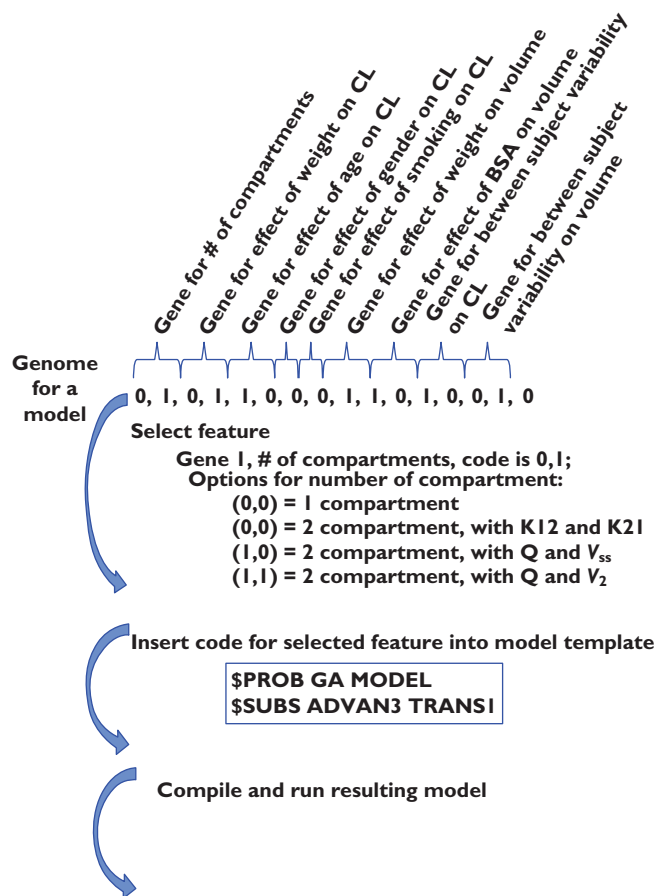 Gene for # of compartments
Gene for effect of weight on CL
Gene for effect of age on CL
Gene for effect of gender on CL
Gene for effect of smoking on CL
Gene for effect of weight on volume
Gene for effect of BSA on volume
Gene for between subject variability
on CL
Gene for between subject
variability on volume
Genome
for a
model
0, 1, 0, 1, 1, 0, 0, 0, 1, 1, 0, 1, 0, 0, 1, 0
Select feature
Gene 1, # of compartments, code is 0,1;
Options for number of compartment:
(0,0) = 1 compartment
(0,0) = 2 compartment, with K12 and K21
(1,0) = 2 compartment, with Q and Vss
(1,1) = 2 compartment, with Q and V2
Insert code for selected feature into model template
$PROB GA MODEL
$SUBS ADVAN3 TRANS1
Compile and run resulting model